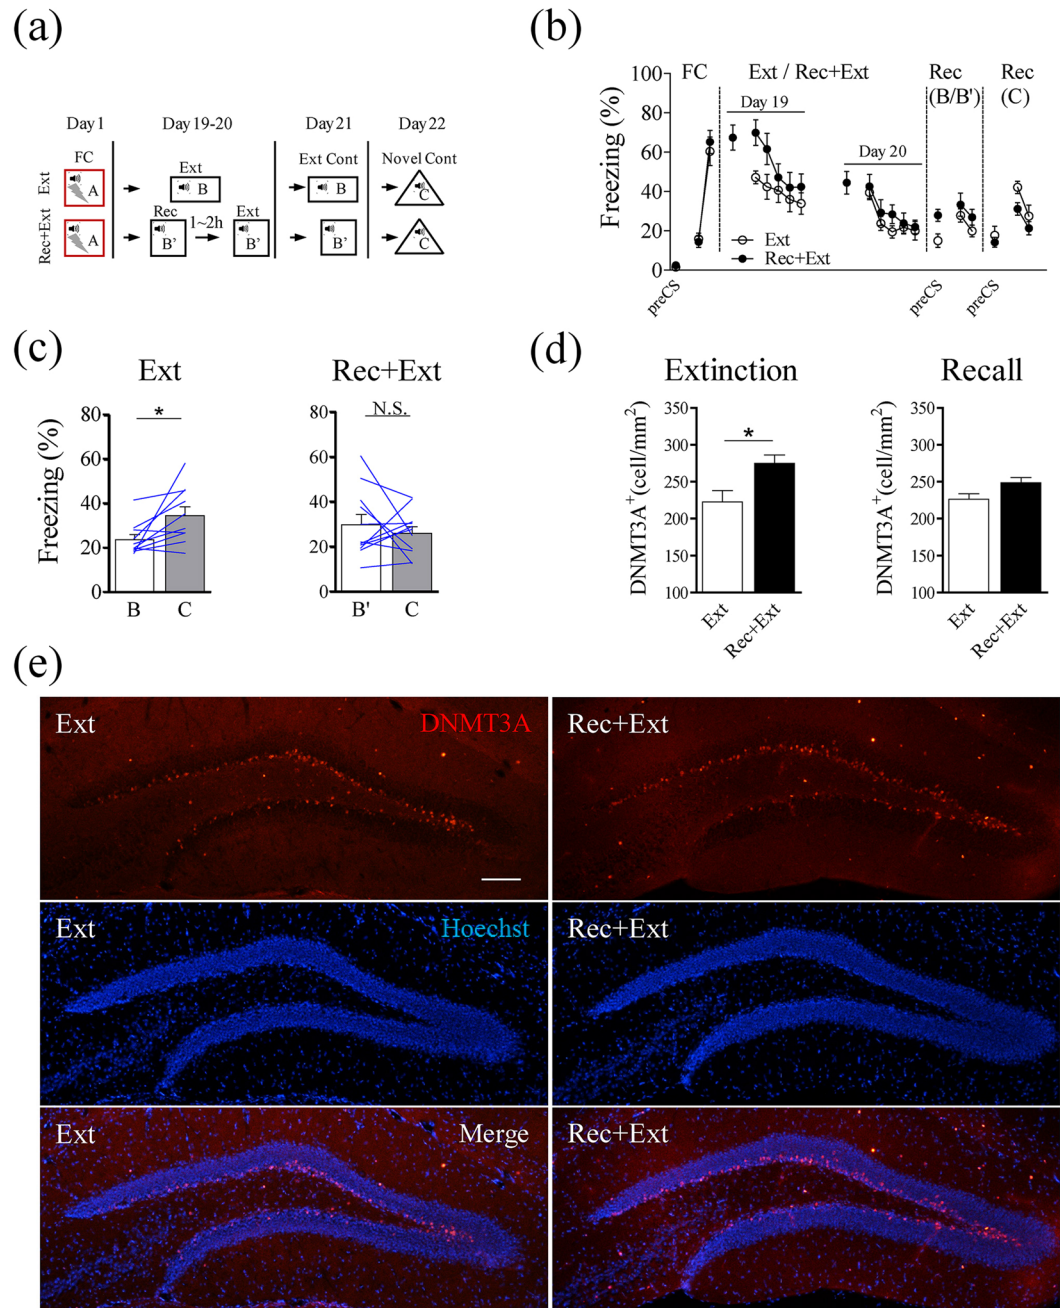 (a)
Day 1 Day 19-20 Day 21 Day 22
FC Ext Ext Cont Novel Cont
Ext A B B C
Rec 1~2h Ext
Rec+Ext A B' B' B' C
(b)
FC Ext / Rec+Ext Rec Rec
(B/B') (C)
Day 19
Day 20
Freezing (%)
100
80
60
40
20
0
Ext
Rec+Ext
preCS preCS preCS
(c)
Ext
*
Freezing (%)
80
60
40
20
0
B C
Rec+Ext
N.S.
80
60
40
20
0
B' C
(d)
Extinction
*
DNMT3A+(cell/mm2)
350
300
250
200
150
100
Ext Rec+Ext
Recall
DNMT3A+(cell/mm2)
350
300
250
200
150
100
Ext Rec+Ext
(e)
Ext DNMT3A Rec+Ext
Ext Hoechst Rec+Ext
Ext Merge Rec+Ext